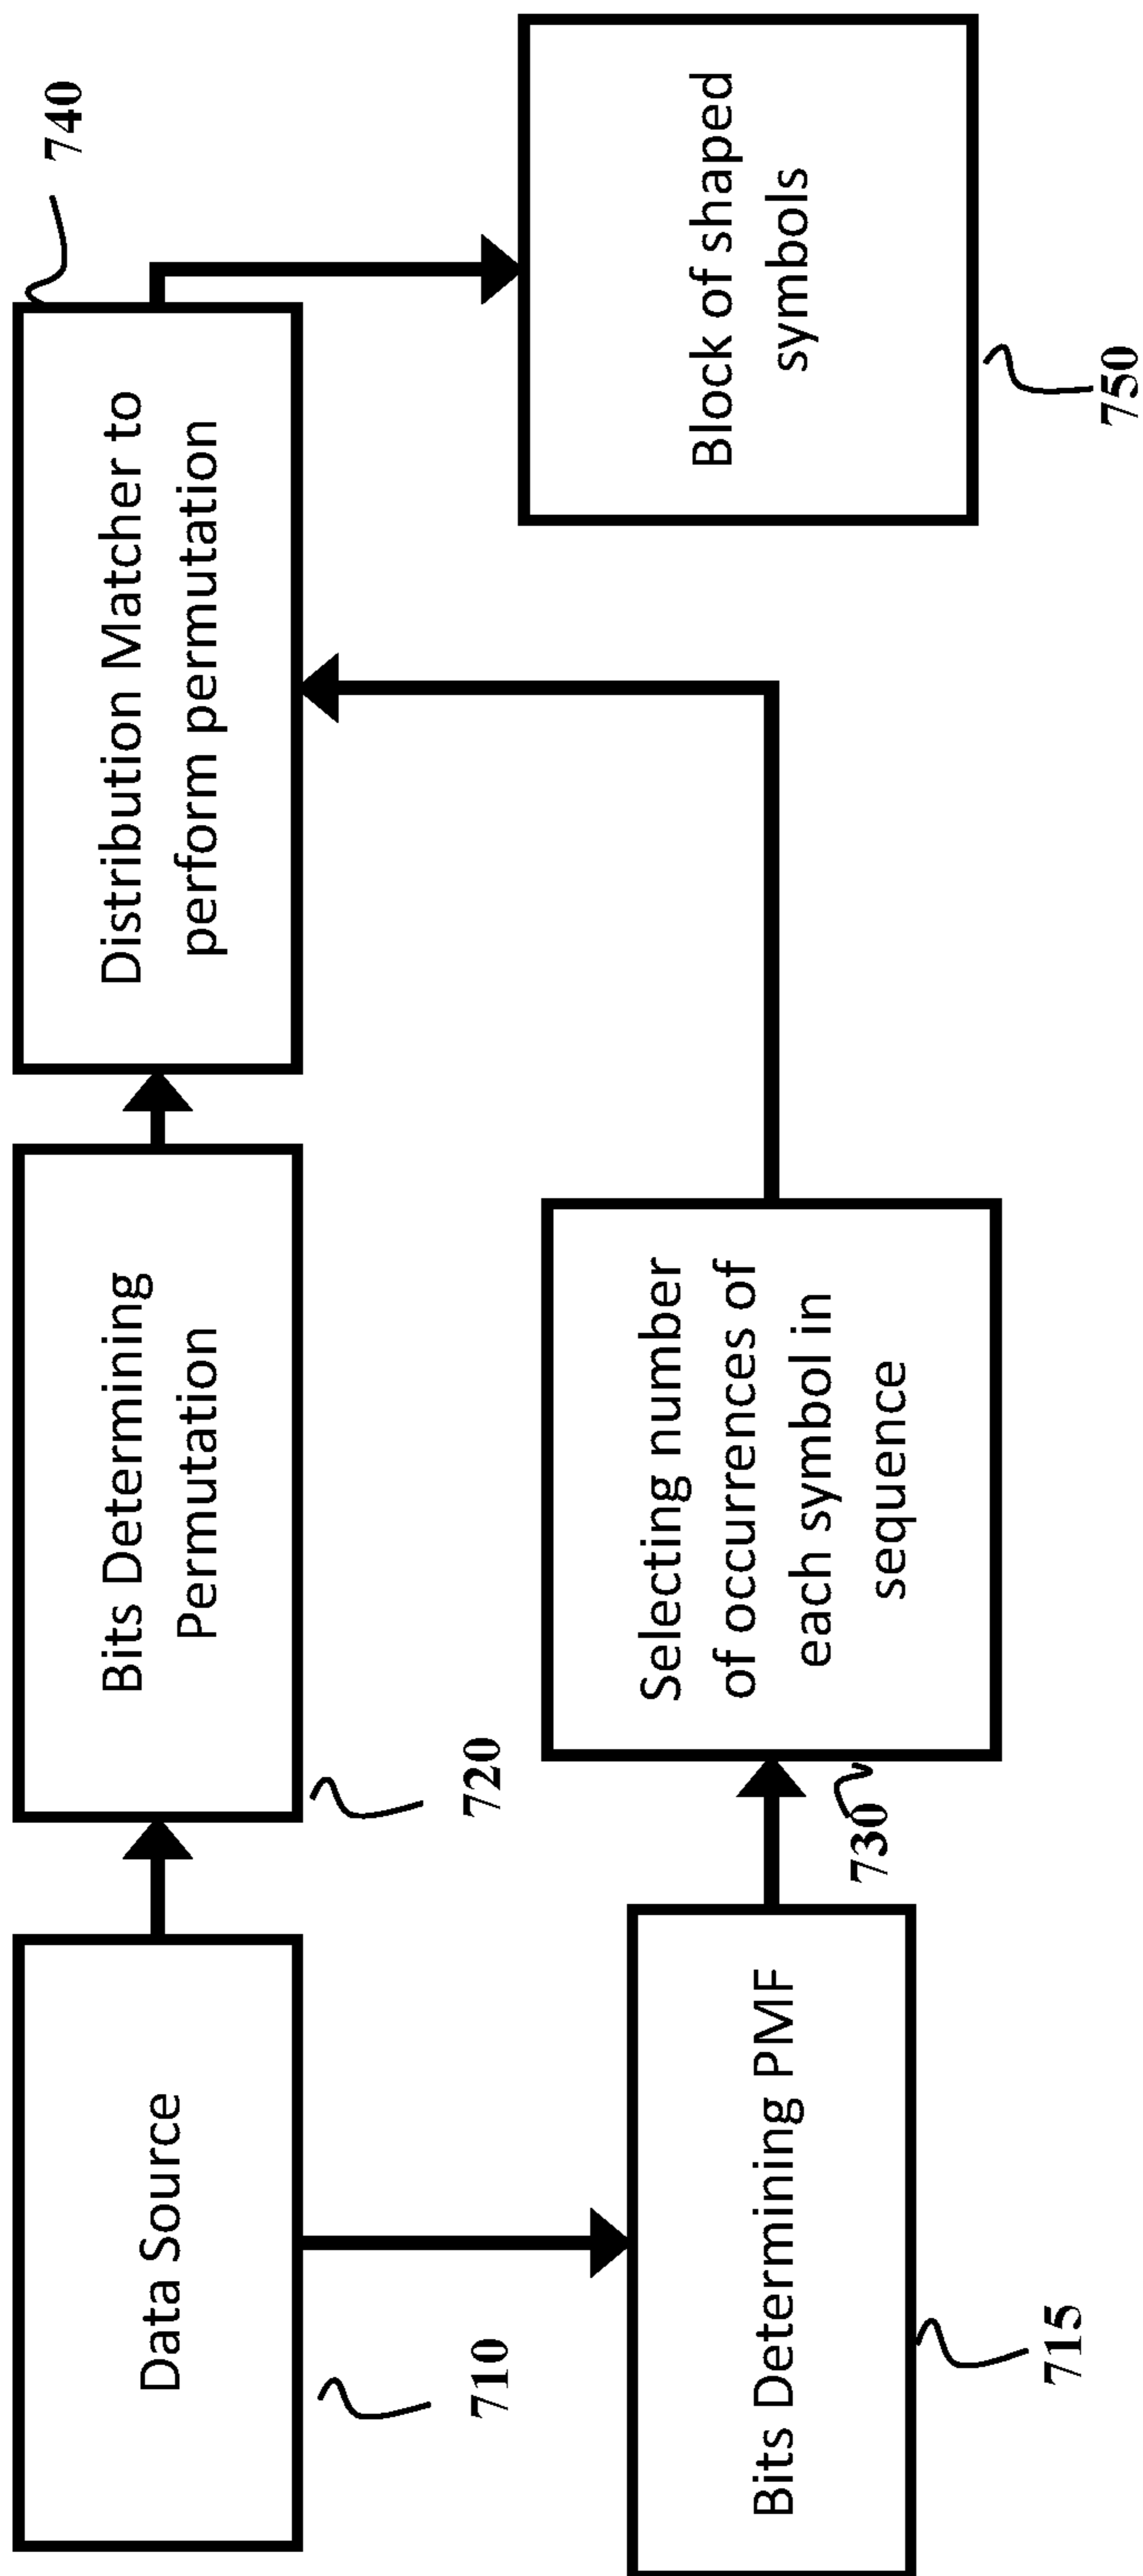 Data Source
710
Bits Determining
Permutation
720
Distribution Matcher to
perform permutation
740
Bits Determining PMF
715
Selecting number
of occurrences of
each symbol in
sequence
730
Block of shaped
symbols
750